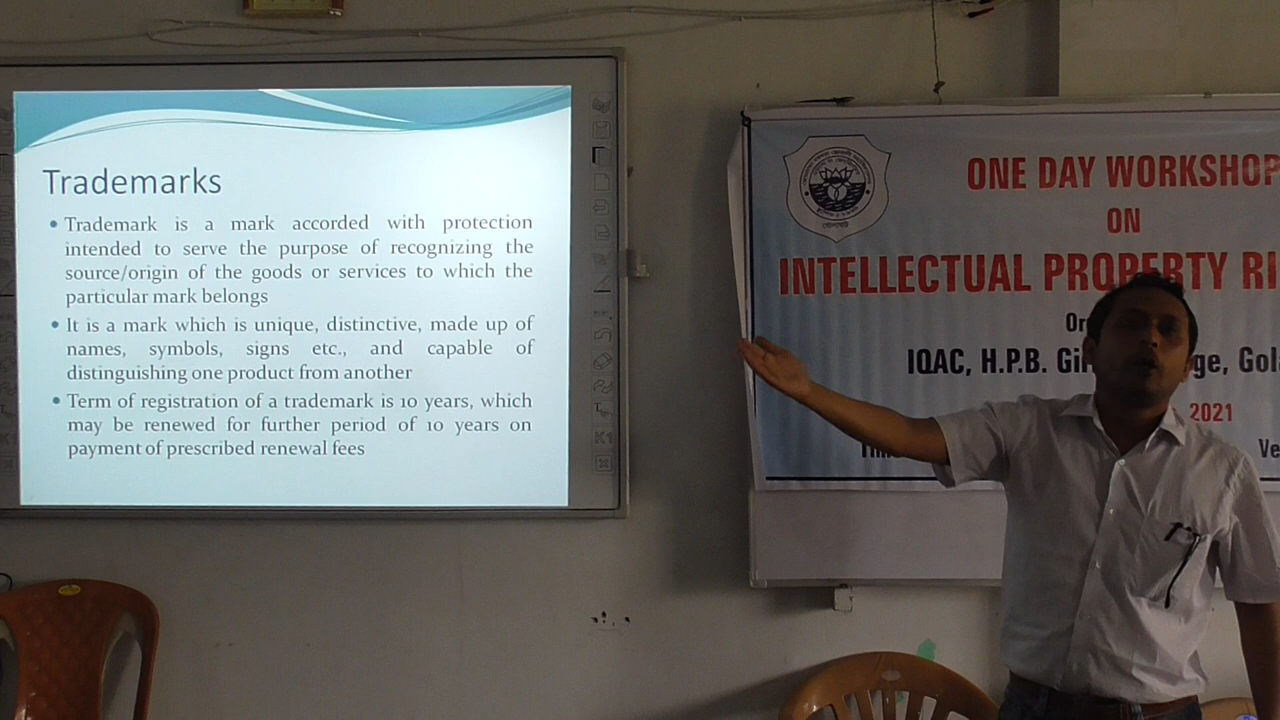 Trademarks
• Trademark is a mark accorded with protection
intended to serve the purpose of recognizing the
source/origin of the goods or services to which the
particular mark belongs
• It is a mark which is unique, distinctive, made up of
names, symbols, signs etc., and capable of
distinguishing one product from another
• Term of registration of a trademark is 10 years, which
may be renewed for further period of 10 years on
payment of prescribed renewal fees
ONE DAY WORKSHOP
ON
INTELLECTUAL PROPERTY RI
IQAC, H.P.B. Gi ge, Gol
2021